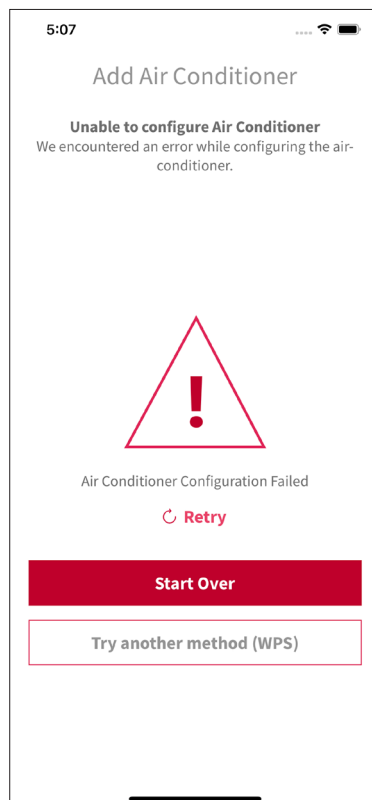 5:07
Add Air Conditioner
Unable to configure Air Conditioner
We encountered an error while configuring the air-
conditioner.
!
Air Conditioner Configuration Failed
Retry
Start Over
Try another method (WPS)